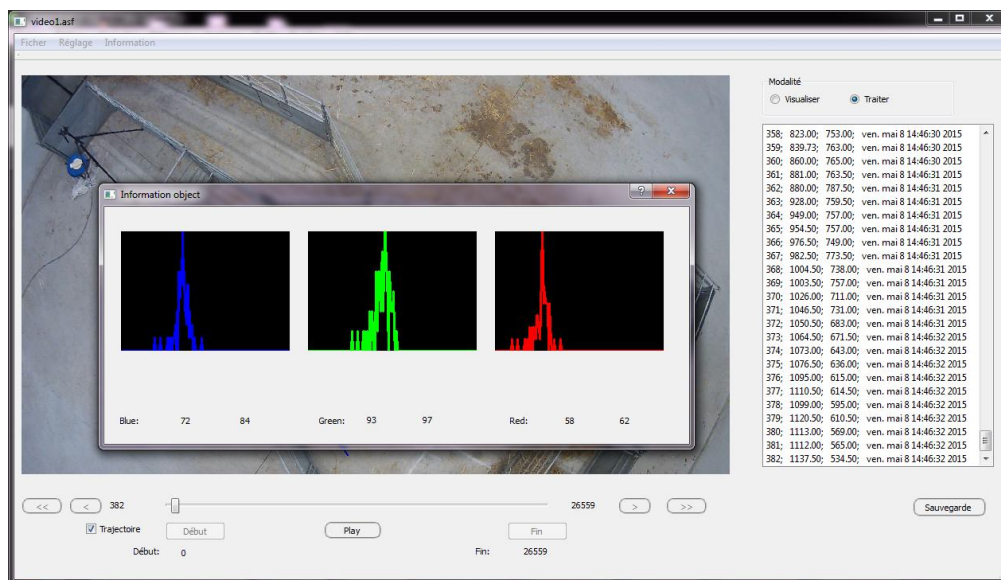 video1.asf
Ficher Réglage Information
Modalité
Visualiser Traiter
358; 823.00; 753.00; ven. mai 8 14:46:30 2015
359; 839.73; 763.00; ven. mai 8 14:46:30 2015
360; 860.00; 765.00; ven. mai 8 14:46:30 2015
361; 881.00; 763.50; ven. mai 8 14:46:31 2015
362; 880.00; 787.50; ven. mai 8 14:46:31 2015
363; 928.00; 759.50; ven. mai 8 14:46:31 2015
364; 949.00; 757.00; ven. mai 8 14:46:31 2015
365; 954.50; 757.00; ven. mai 8 14:46:31 2015
366; 976.50; 749.00; ven. mai 8 14:46:31 2015
367; 982.50; 773.50; ven. mai 8 14:46:31 2015
368; 1004.50; 738.00; ven. mai 8 14:46:31 2015
369; 1003.50; 757.00; ven. mai 8 14:46:31 2015
370; 1026.00; 711.00; ven. mai 8 14:46:31 2015
371; 1046.50; 731.00; ven. mai 8 14:46:31 2015
372; 1050.50; 683.00; ven. mai 8 14:46:31 2015
373; 1064.50; 671.50; ven. mai 8 14:46:32 2015
374; 1073.00; 643.00; ven. mai 8 14:46:32 2015
375; 1076.50; 636.00; ven. mai 8 14:46:32 2015
376; 1095.00; 615.00; ven. mai 8 14:46:32 2015
377; 1110.50; 614.50; ven. mai 8 14:46:32 2015
378; 1099.00; 595.00; ven. mai 8 14:46:32 2015
379; 1120.50; 610.50; ven. mai 8 14:46:32 2015
380; 1113.00; 569.00; ven. mai 8 14:46:32 2015
381; 1112.00; 565.00; ven. mai 8 14:46:32 2015
382; 1137.50; 534.50; ven. mai 8 14:46:32 2015
Information object
Blue: 72 84 Green: 93 97 Red: 58 62
<< < 382 26559 > >>
Sauvegarde
Trajectoire Début Play Fin
Début: 0 Fin: 26559